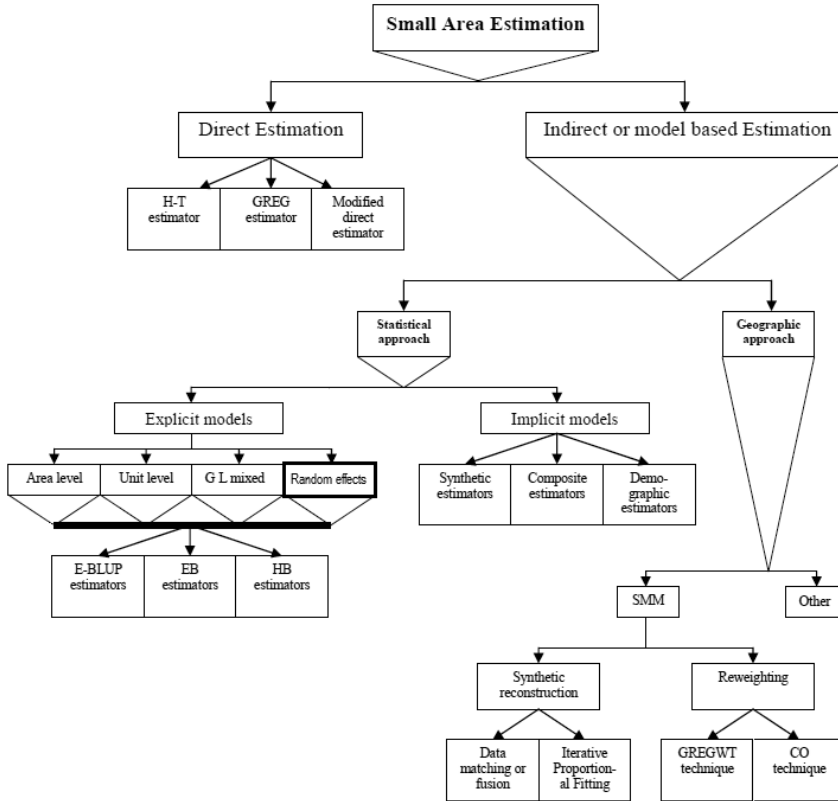 Small Area Estimation
Direct Estimation
Indirect or model based Estimation
H-T
estimator
GREG
estimator
Modified
direct
estimator
Statistical
approach
Geographic
approach
Explicit models
Implicit models
Area level
Unit level
G L mixed
Random effects
Synthetic
estimators
Composite
estimators
Demo-
graphic
estimators
E-BLUP
estimators
EB
estimators
HB
estimators
SMM
Other
Synthetic
reconstruction
Reweighting
Data
matching or
fusion
Iterative
Proportion-
al Fitting
GREGWT
technique
CO
technique